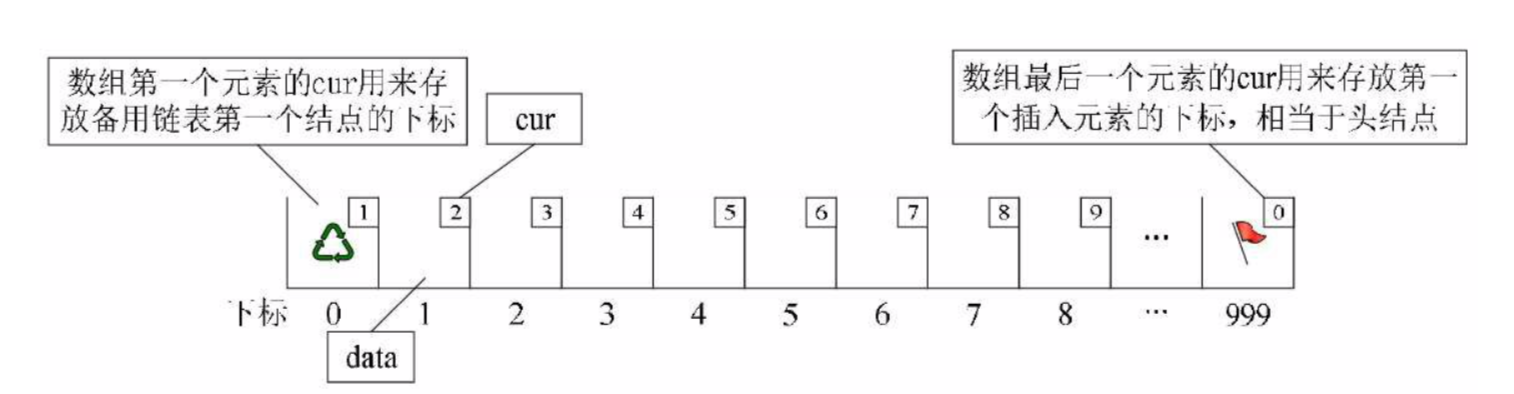 数组第一个元素的cur用来存
放备用链表第一个结点的下标
cur
数组最后一个元素的cur用来存放第一
个插入元素的下标，相当于头结点
1 2 3 4 5 6 7 8 9 ... 0
下标 0 1 2 3 4 5 6 7 8 ... 999
data